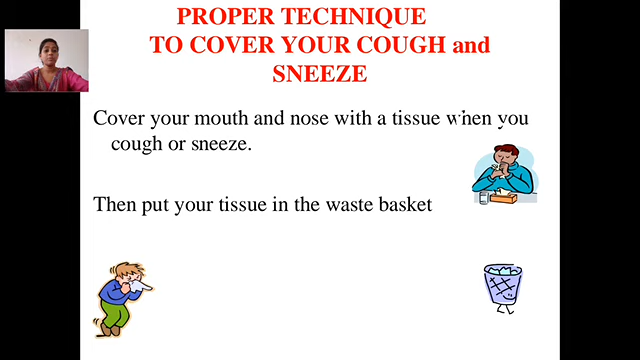 PROPER TECHNIQUE
TO COVER YOUR COUGH and
SNEEZE
Cover your mouth and nose with a tissue when you
cough or sneeze.
Then put your tissue in the waste basket